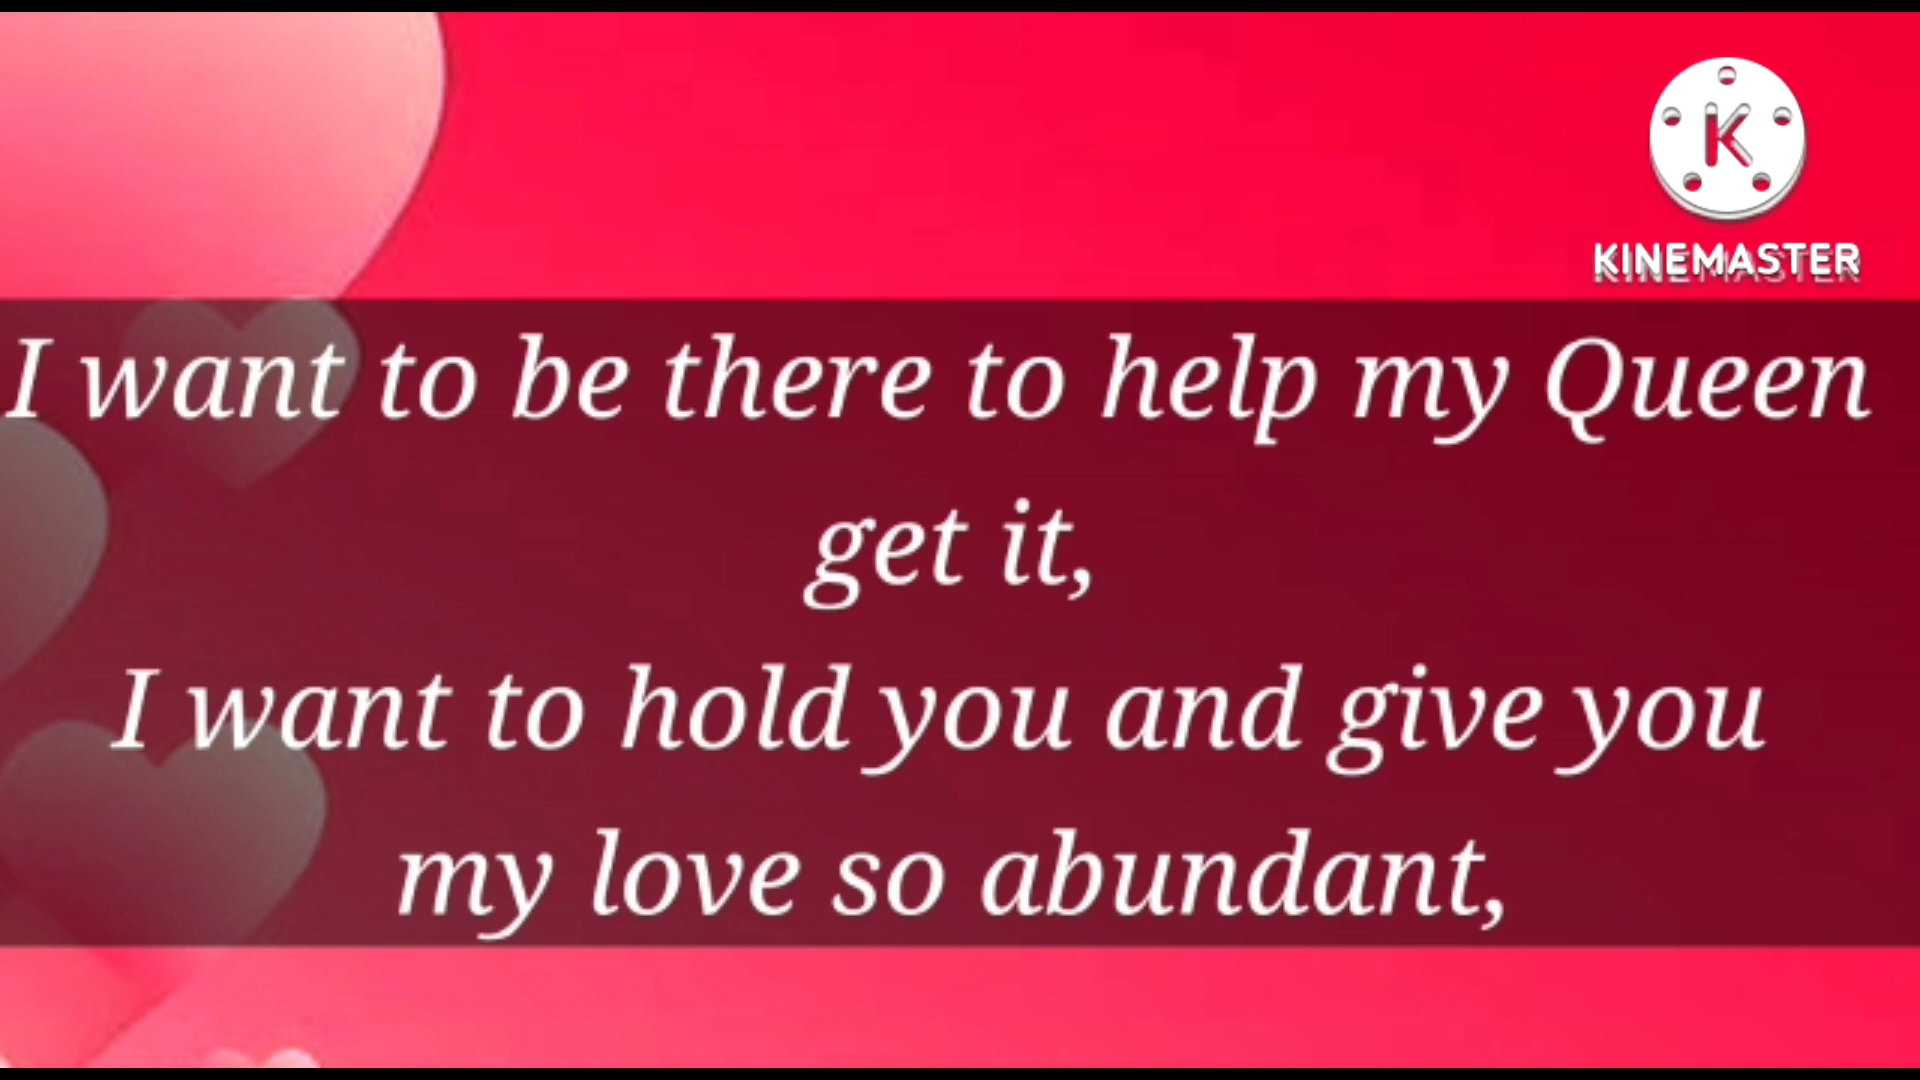 KINEMASTER
I want to be there to help my Queen
get it,
I want to hold you and give you
my love so abundant,